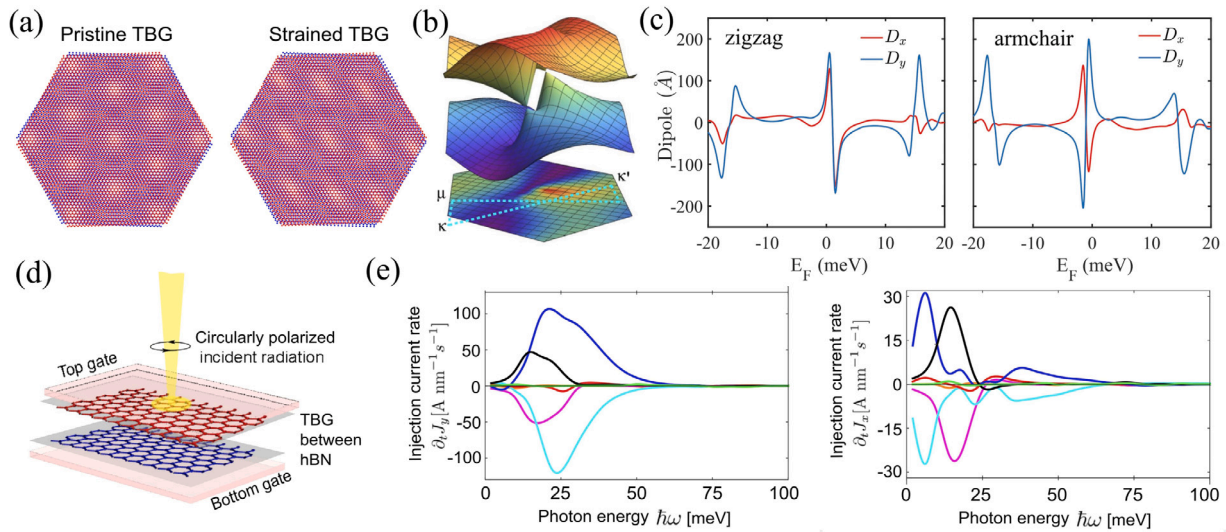 (a)
Pristine TBG
Strained TBG
(b)
κ'
μ
κ
(c)
Dipole (Å)
200
100
0
-100
-200
zigzag
D_x
D_y
-20
-10
0
10
20
E_F (meV)
armchair
D_x
D_y
-20
-10
0
10
20
E_F (meV)
(d)
Circularly polarized
incident radiation
Top gate
TBG
between
hBN
Bottom gate
(e)
Injection current rate
∂_t J_y [A nm⁻¹ s⁻¹]
100
50
0
-50
-100
0
25
50
75
100
Photon energy ħω [meV]
Injection current rate
∂_t J_x [A nm⁻¹ s⁻¹]
30
15
0
-15
-30
0
25
50
75
100
Photon energy ħω [meV]